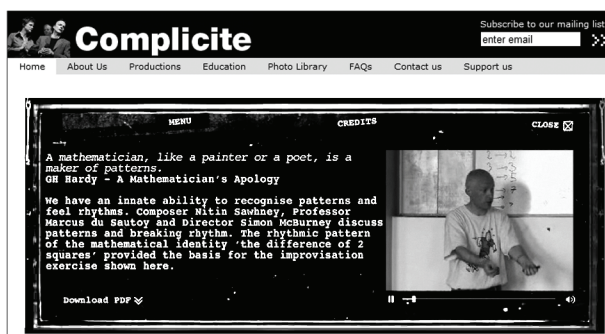 Subscribe to our mailing list
Complicite
enter email
Home About Us Productions Education Photo Library FAQs Contact us Support us
MENU CREDITS CLOSE
A mathematician, like a painter or a poet, is a
maker of patterns.
GH Hardy - A Mathematician's Apology
We have an innate ability to recognise patterns and
feel rhythms. Composer Nitin Sawhney, Professor
Marcus du Sautoy and Director Simon McBurney discuss
patterns and breaking rhythm. The rhythmic pattern
of the mathematical identity 'the difference of 2
squares' provided the basis for the improvisation
exercise shown here.
Download PDF